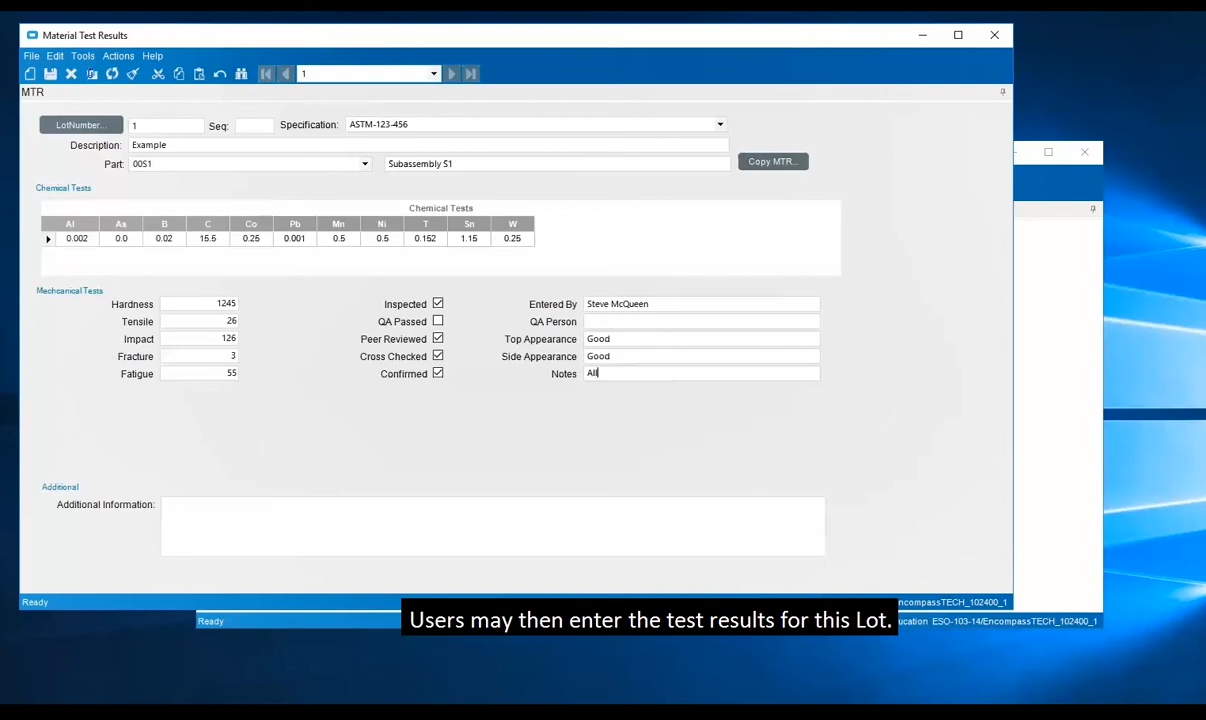 Material Test Results
File Edit Tools Actions Help
1
MTR
LotNumber... 1 Seq: Specification: ASTM-123-456
Description: Example
Part: 00S1 Subassembly S1 Copy MTR...
Chemical Tests
Chemical Tests
Al As B C Co Pb Mn Ni T Sn W
0.002 0.0 0.02 15.5 0.25 0.001 0.5 0.5 0.152 1.15 0.25
Mechcanical Tests
Hardness 1245 Inspected Entered By Steve McQueen
Tensile 26 QA Passed QA Person
Impact 126 Peer Reviewed Top Appearance Good
Fracture 3 Cross Checked Side Appearance Good
Fatigue 55 Confirmed Notes All
Additional
Additional Information:
Ready ncompassTECH_102400_1
Users may then enter the test results for this Lot.
Ready ucation ESO-103-14/EncompassTECH_102400_1